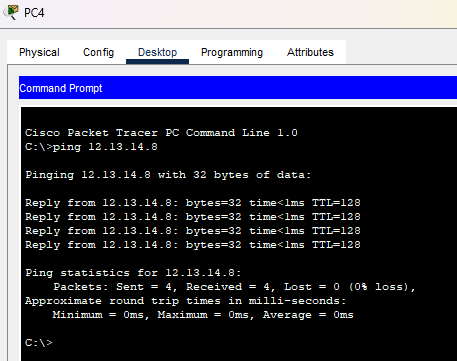 PC4
Physical Config Desktop Programming Attributes
Command Prompt
Cisco Packet Tracer PC Command Line 1.0
C:\>ping 12.13.14.8
Pinging 12.13.14.8 with 32 bytes of data:
Reply from 12.13.14.8: bytes=32 time<1ms TTL=128
Reply from 12.13.14.8: bytes=32 time<1ms TTL=128
Reply from 12.13.14.8: bytes=32 time<1ms TTL=128
Reply from 12.13.14.8: bytes=32 time<1ms TTL=128
Ping statistics for 12.13.14.8:
    Packets: Sent = 4, Received = 4, Lost = 0 (0% loss),
Approximate round trip times in milli-seconds:
    Minimum = 0ms, Maximum = 0ms, Average = 0ms
C:\>